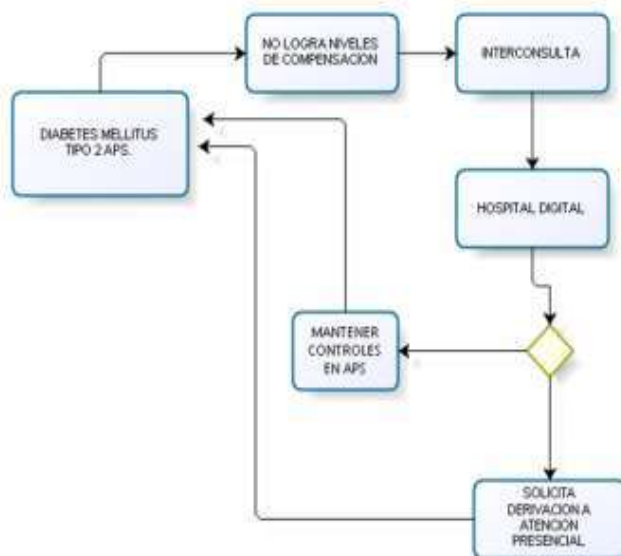 NO LOGRA NIVELES
DE COMPENSACION
INTERCONSULTA
DIABETES MELLITUS
TIPO 2 APS.
HOSPITAL DIGITAL
MANTENER
CONTROLES
EN APS
SOLICITA
DERIVACION A
ATENCION
PRESENCIAL